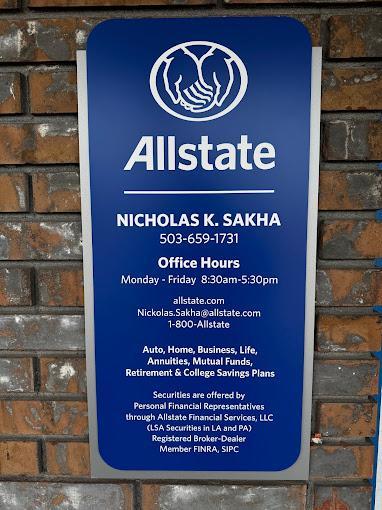 Allstate
NICHOLAS K. SAKHA
503-659-1731
Office Hours
Monday - Friday 8:30am-5:30pm
allstate.com
Nickolas.Sakha@allstate.com
1-800-Allstate
Auto, Home, Business, Life,
Annuities, Mutual Funds,
Retirement & College Savings Plans
Securities are offered by
Personal Financial Representatives
through Allstate Financial Services, LLC
(LSA Securities in LA and PA)
Registered Broker-Dealer
Member FINRA, SIPC